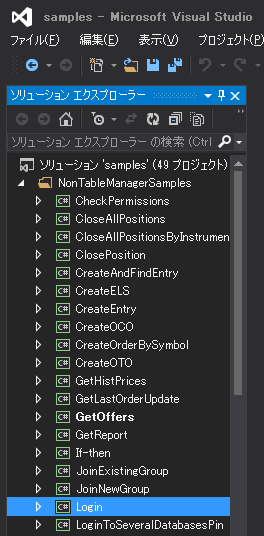 samples - Microsoft Visual Studio
ファイル(F) 編集(E) 表示(V) プロジェクト(P)
ソリューション エクスプローラー
ソリューション エクスプローラー の検索 (Ctrl
ソリューション 'samples' (49 プロジェクト)
NonTableManagerSamples
C# CheckPermissions
C# CloseAllPositions
C# CloseAllPositionsByInstrumen
C# ClosePosition
C# CreateAndFindEntry
C# CreateELS
C# CreateEntry
C# CreateOCO
C# CreateOrderBySymbol
C# CreateOTO
C# GetHistPrices
C# GetLastOrderUpdate
C# GetOffers
C# GetReport
C# If-then
C# JoinExistingGroup
C# JoinNewGroup
C# Login
C# LoginToSeveralDatabasesPin